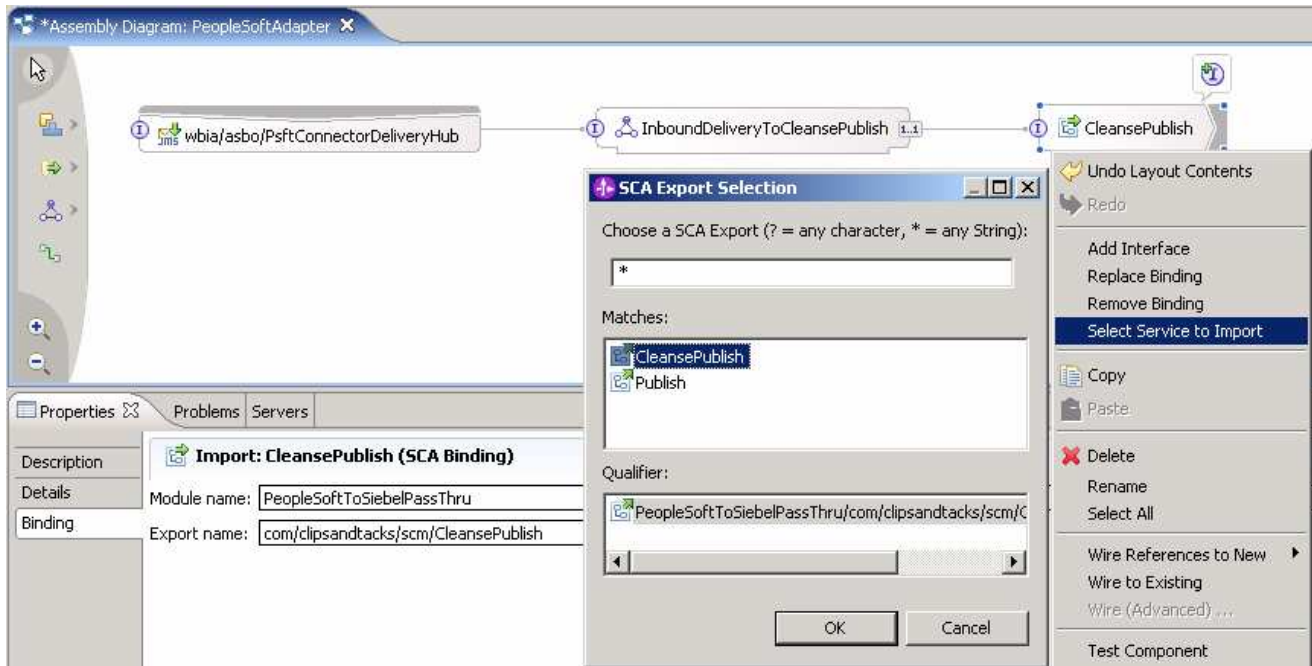 *Assembly Diagram: PeopleSoftAdapter
I
jms
wbia/asbo/PsftConnectorDeliveryHub
I
InboundDeliveryToCleansePublish
1..1
I
I
CleansePublish
Undo Layout Contents
Redo
Add Interface
Replace Binding
Remove Binding
Select Service to Import
Copy
Paste
Delete
Rename
Select All
Wire References to New
Wire to Existing
Wire (Advanced) ...
Test Component
SCA Export Selection
Choose a SCA Export (? = any character, * = any String):
*
Matches:
CleansePublish
Publish
Qualifier:
PeopleSoftToSiebelPassThru/com/clipsandtacks/scm/C
OK
Cancel
Properties
Problems
Servers
Description
Details
Binding
Import: CleansePublish (SCA Binding)
Module name: PeopleSoftToSiebelPassThru
Export name: com/clipsandtacks/scm/CleansePublish